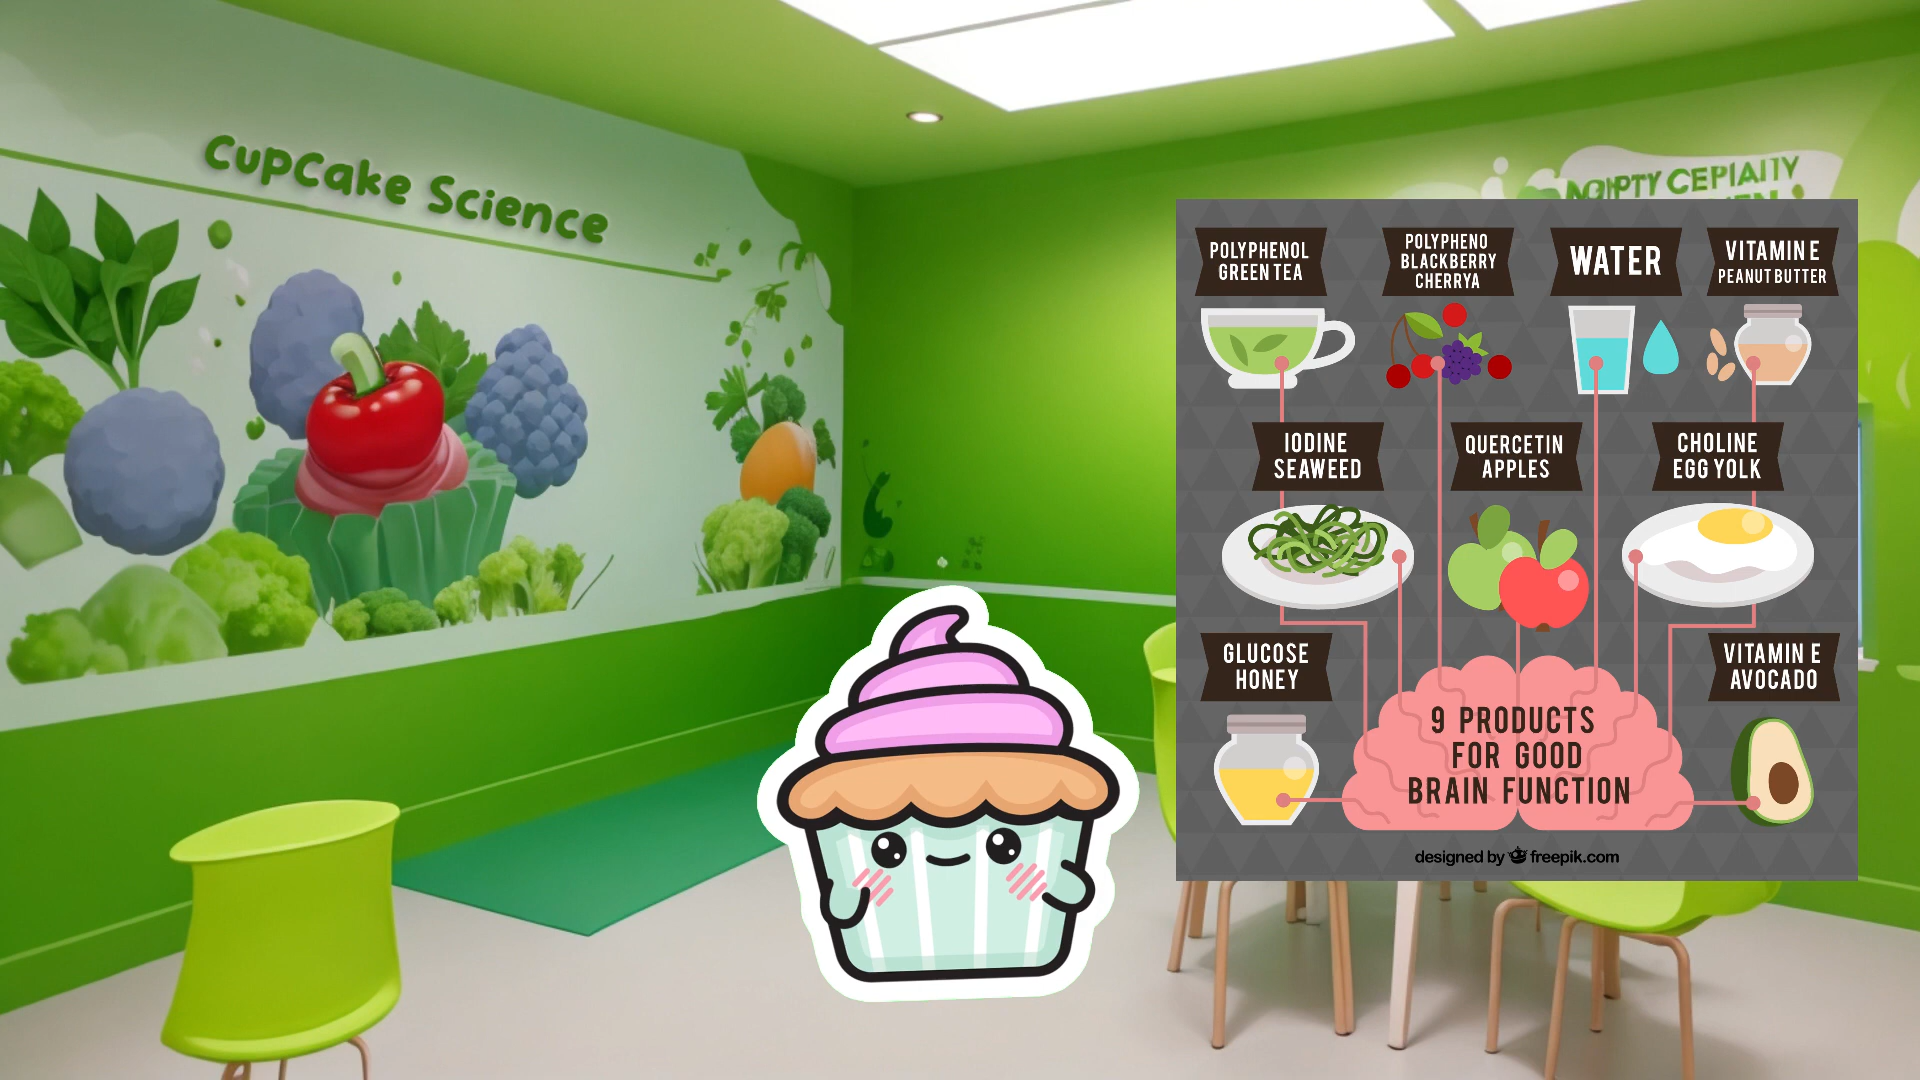 CupCake Science
POLYPHENOL
GREEN TEA
POLYPHENO
BLACKBERRY
CHERRYA
WATER
VITAMIN E
PEANUT BUTTER
IODINE
SEAWEED
QUERCETIN
APPLES
CHOLINE
EGG YOLK
GLUCOSE
HONEY
VITAMIN E
AVOCADO
9 PRODUCTS
FOR GOOD
BRAIN FUNCTION
designed by freepik.com